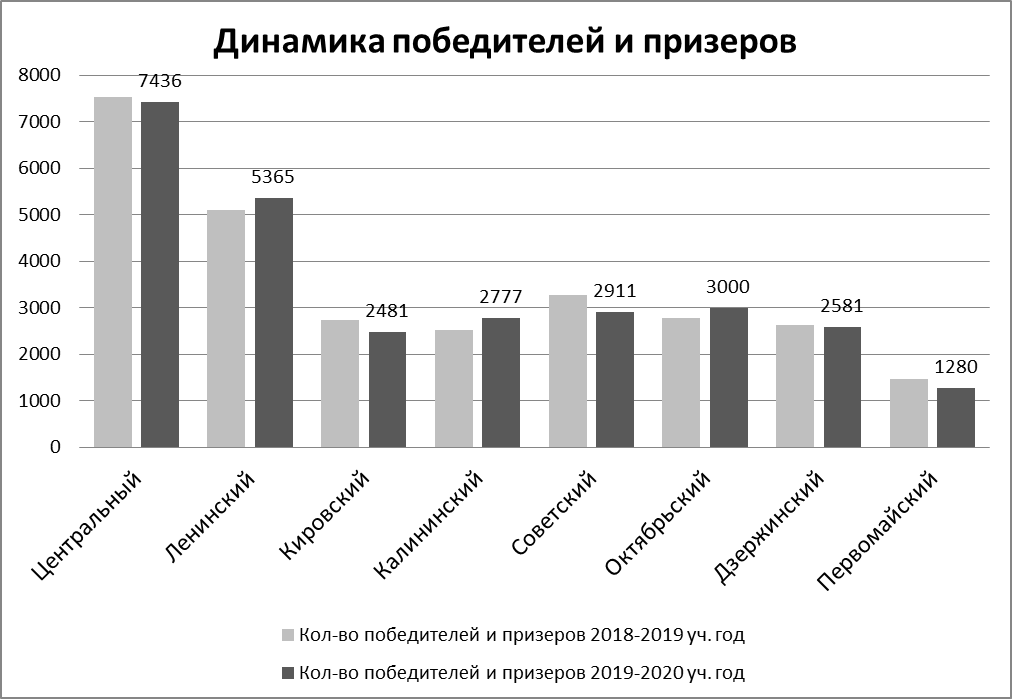 Динамика победителей и призеров
8000
7000
6000
5000
4000
3000
2000
1000
0
7436
5365
2481
2777
2911
3000
2581
1280
Центральный
Ленинский
Кировский
Калининский
Советский
Октябрьский
Дзержинский
Первомайский
Кол-во победителей и призеров 2018-2019 уч. год
Кол-во победителей и призеров 2019-2020 уч. год